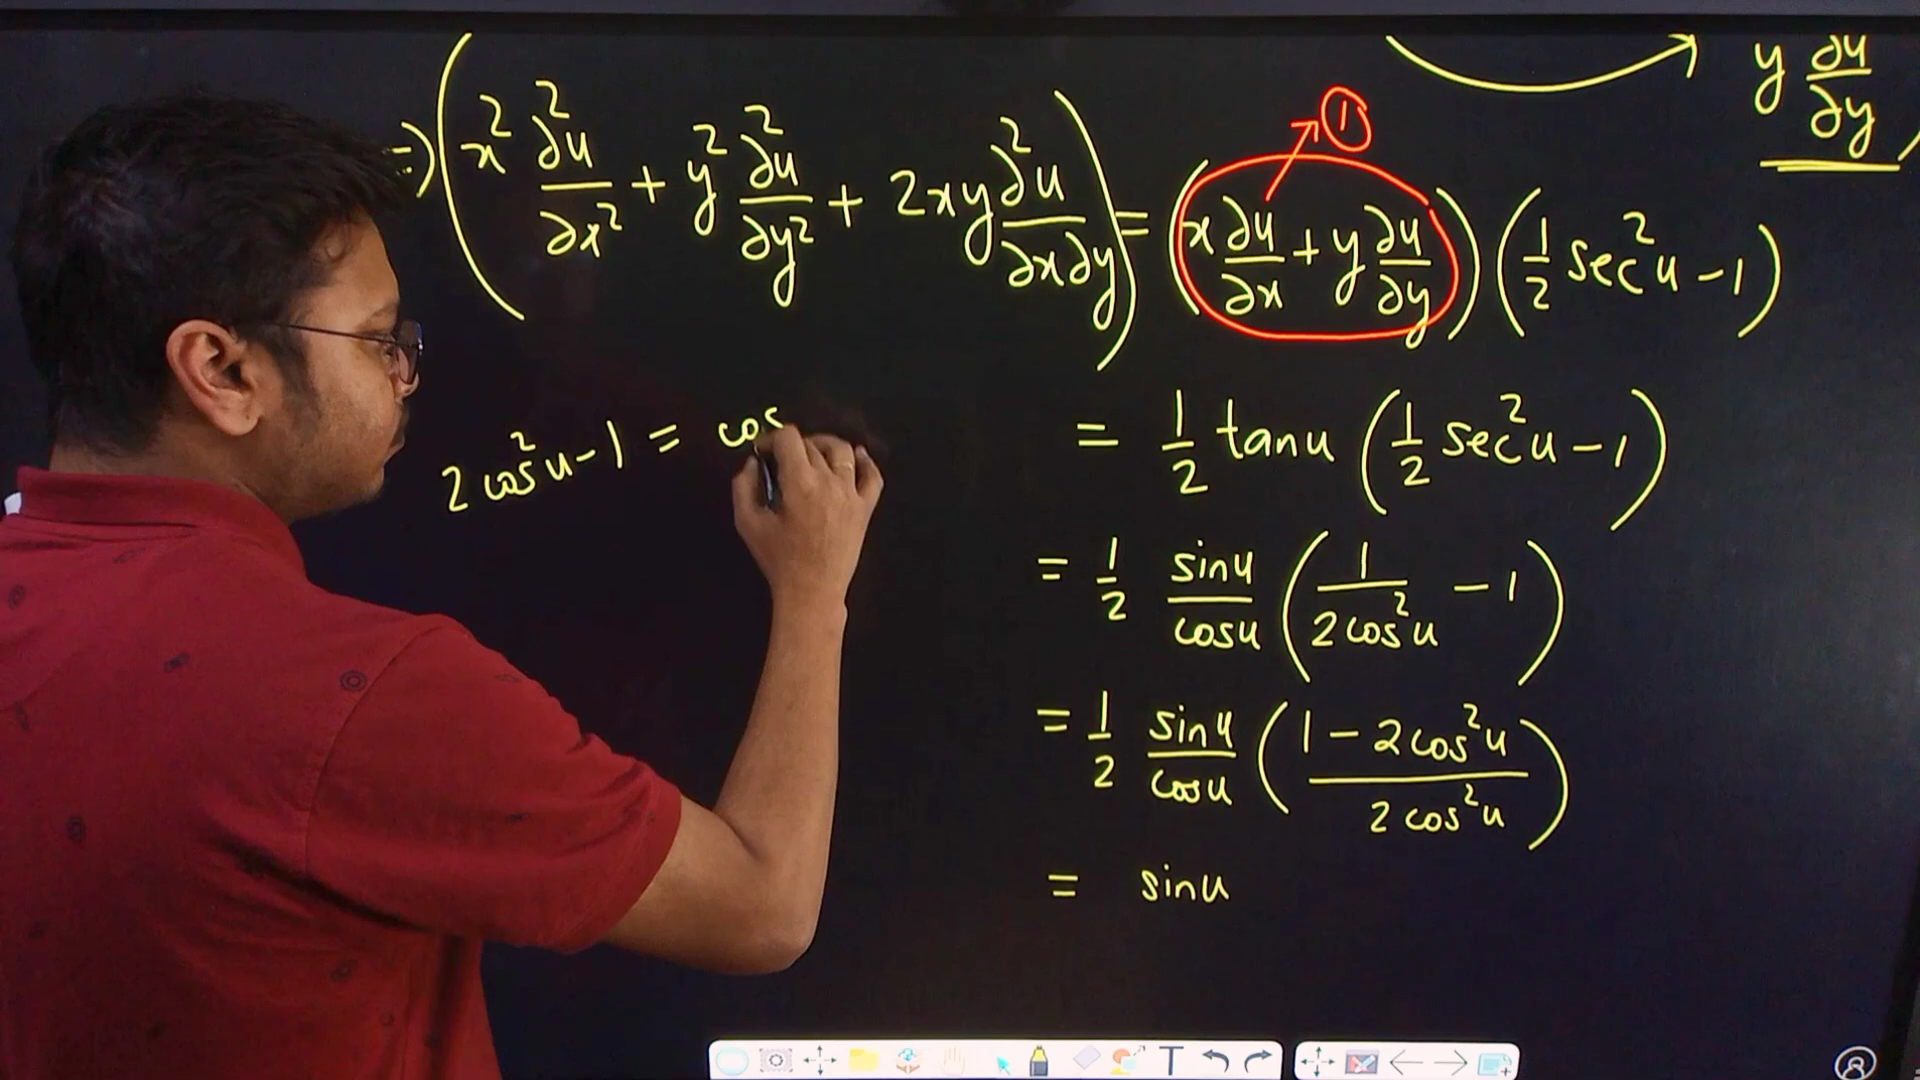 y ∂u/∂y
⇒ (x² ∂²u/∂x² + y² ∂²u/∂y² + 2xy ∂²u/∂x∂y) = (x ∂u/∂x + y ∂u/∂y) (1/2 sec²u − 1)
①
= 1/2 tanu (1/2 sec²u − 1)
2cos²u − 1 = cos
= 1/2 sinu/cosu (1/2cos²u − 1)
= 1/2 sinu/cosu (1 − 2cos²u / 2cos²u)
= sinu
T